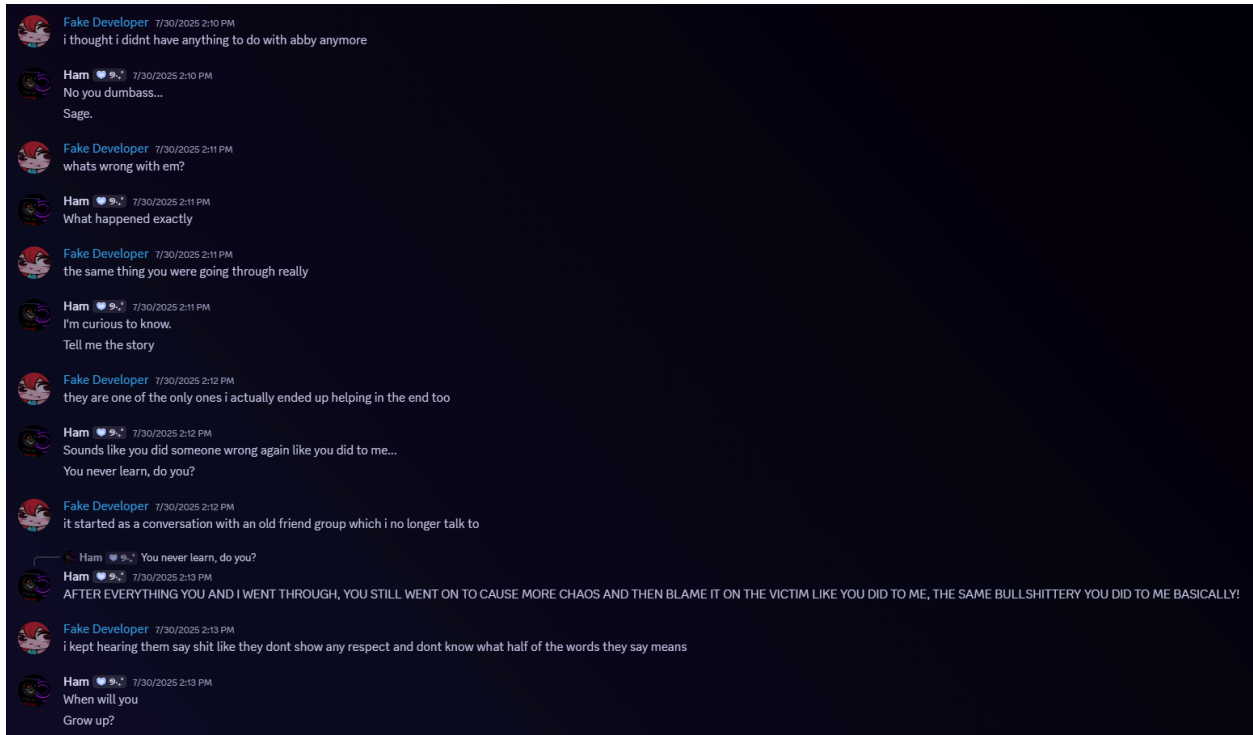 Fake Developer 7/30/2025 2:10 PM
i thought i didnt have anything to do with abby anymore
Ham 7/30/2025 2:10 PM
No you dumbass...
Sage.
Fake Developer 7/30/2025 2:11 PM
whats wrong with em?
Ham 7/30/2025 2:11 PM
What happened exactly
Fake Developer 7/30/2025 2:11 PM
the same thing you were going through really
Ham 7/30/2025 2:11 PM
I'm curious to know.
Tell me the story
Fake Developer 7/30/2025 2:12 PM
they are one of the only ones i actually ended up helping in the end too
Ham 7/30/2025 2:12 PM
Sounds like you did someone wrong again like you did to me...
You never learn, do you?
Fake Developer 7/30/2025 2:12 PM
it started as a conversation with an old friend group which i no longer talk to
Ham You never learn, do you?
Ham 7/30/2025 2:13 PM
AFTER EVERYTHING YOU AND I WENT THROUGH, YOU STILL WENT ON TO CAUSE MORE CHAOS AND THEN BLAME IT ON THE VICTIM LIKE YOU DID TO ME, THE SAME BULLSHITTERY YOU DID TO ME BASICALLY!
Fake Developer 7/30/2025 2:13 PM
i kept hearing them say shit like they dont show any respect and dont know what half of the words they say means
Ham 7/30/2025 2:13 PM
When will you
Grow up?